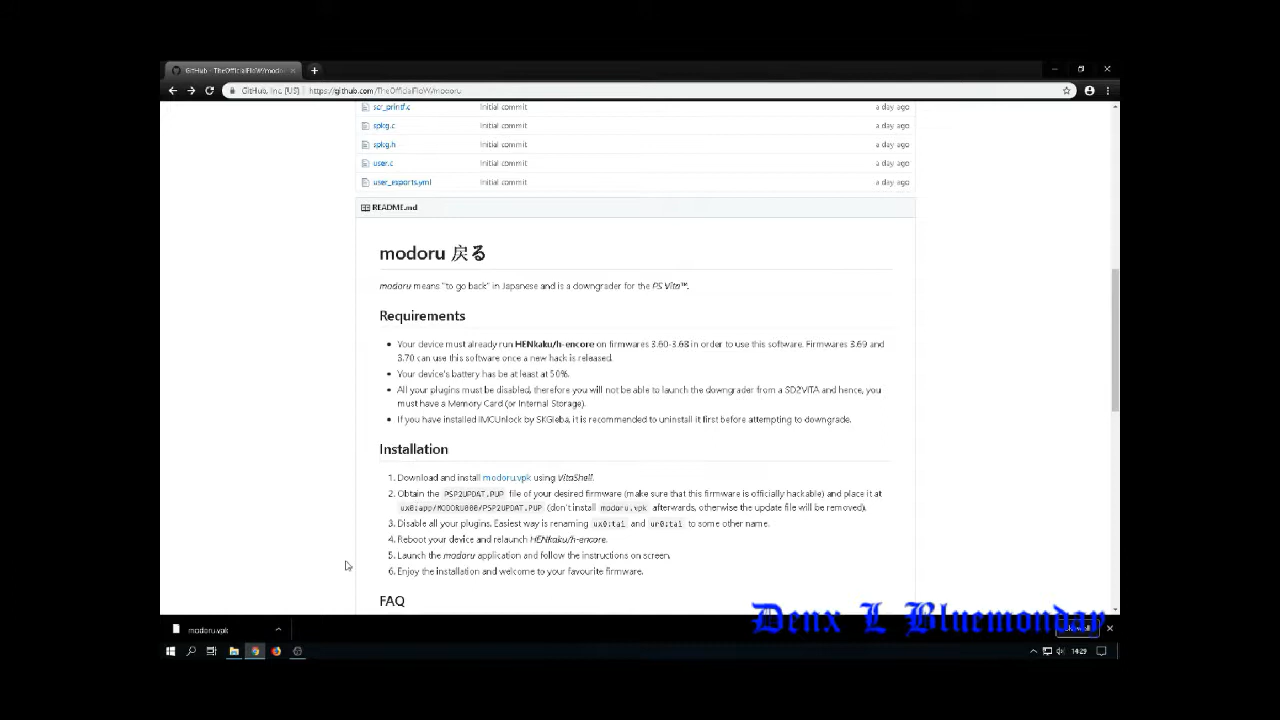 GitHub - TheOfficialFloW/modo
GitHub, Inc. [US] | https://github.com/TheOfficialFloW/modoru
scr_printf.c Initial commit a day ago
spkg.c Initial commit a day ago
spkg.h Initial commit a day ago
user.c Initial commit a day ago
user_exports.yml Initial commit a day ago
README.md
modoru 戻る
modoru means "to go back" in Japanese and is a downgrader for the PS Vita™.
Requirements
• Your device must already run HENkaku/h-encore on firmwares 3.60-3.68 in order to use this software. Firmwares 3.69 and
3.70 can use this software once a new hack is released.
• Your device's battery has be at least at 50%.
• All your plugins must be disabled, therefore you will not be able to launch the downgrader from a SD2VITA and hence, you
must have a Memory Card (or Internal Storage).
• If you have installed IMCUnlock by SKGleba, it is recommended to uninstall it first before attempting to downgrade.
Installation
1. Download and install modoru.vpk using VitaShell.
2. Obtain the PSP2UPDAT.PUP file of your desired firmware (make sure that this firmware is officially hackable) and place it at
ux0:app/MODORU000/PSP2UPDAT.PUP (don't install modoru.vpk afterwards, otherwise the update file will be removed).
3. Disable all your plugins. Easiest way is renaming ux0:tai and ur0:tai to some other name.
4. Reboot your device and relaunch HENkaku/h-encore.
5. Launch the modoru application and follow the instructions on screen.
6. Enjoy the installation and welcome to your favourite firmware.
FAQ
Denx L Bluemonday
modoru.vpk
14:29